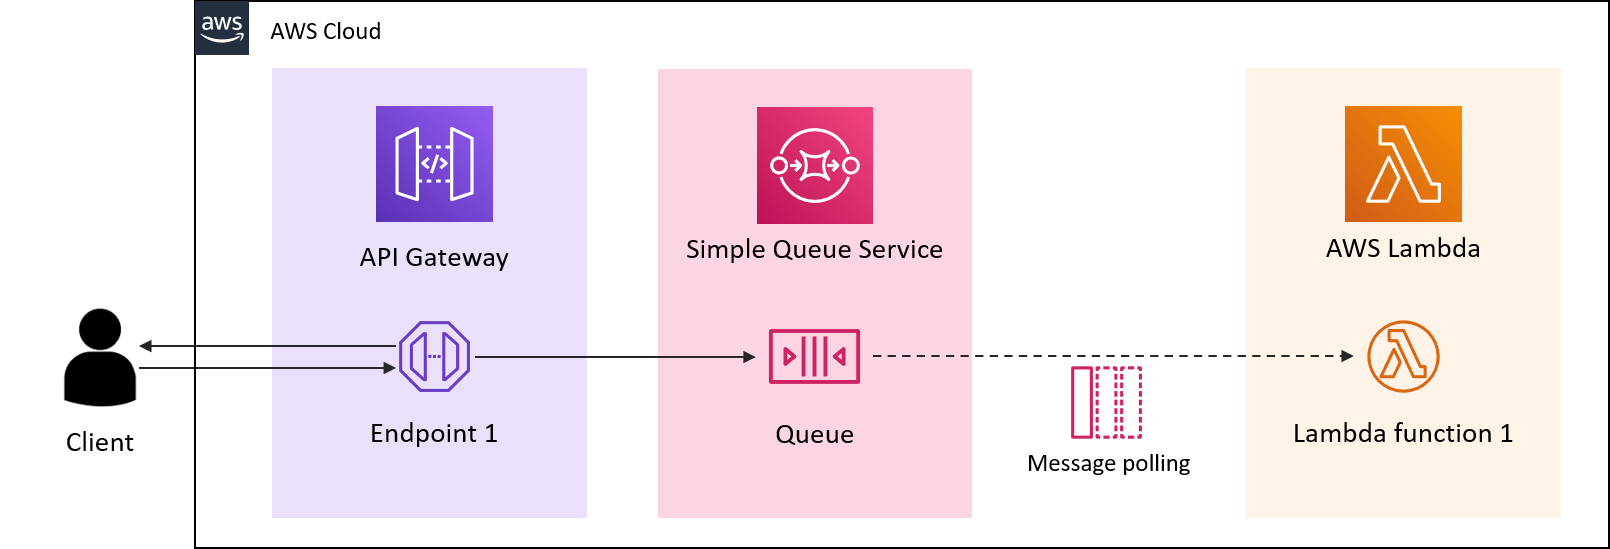 aws
AWS Cloud
API Gateway
Simple Queue Service
AWS Lambda
</>
Client
Endpoint 1
Queue
Message polling
Lambda function 1